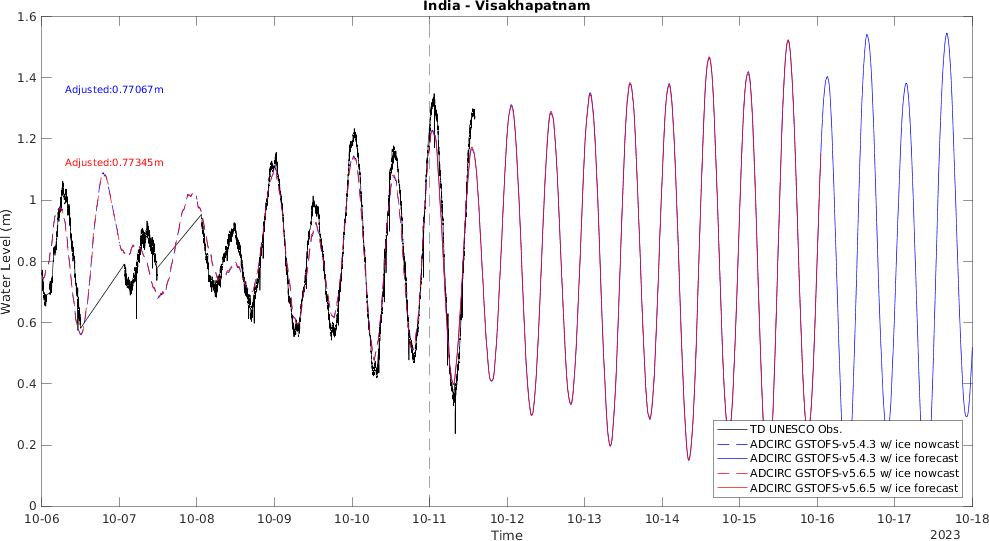 India - Visakhapatnam
1.6
1.4
1.2
1
0.8
0.6
0.4
0.2
0
Water Level (m)
Adjusted:0.77067m
Adjusted:0.77345m
TD UNESCO Obs.
ADCIRC GSTOFS-v5.4.3 w/ ice nowcast
ADCIRC GSTOFS-v5.4.3 w/ ice forecast
ADCIRC GSTOFS-v5.6.5 w/ ice nowcast
ADCIRC GSTOFS-v5.6.5 w/ ice forecast
10-06 10-07 10-08 10-09 10-10 10-11 10-12 10-13 10-14 10-15 10-16 10-17 10-18
Time
2023